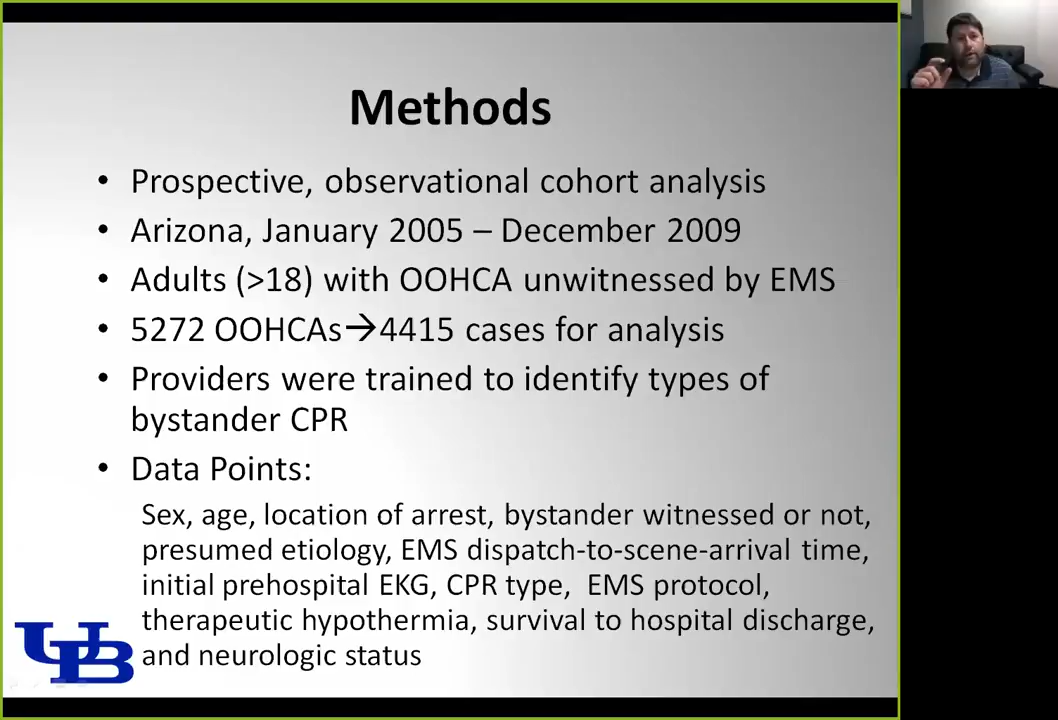 Methods
• Prospective, observational cohort analysis
• Arizona, January 2005 – December 2009
• Adults (>18) with OOHCA unwitnessed by EMS
• 5272 OOHCAs→4415 cases for analysis
• Providers were trained to identify types of
bystander CPR
• Data Points:
Sex, age, location of arrest, bystander witnessed or not,
presumed etiology, EMS dispatch-to-scene-arrival time,
initial prehospital EKG, CPR type, EMS protocol,
therapeutic hypothermia, survival to hospital discharge,
and neurologic status
UB